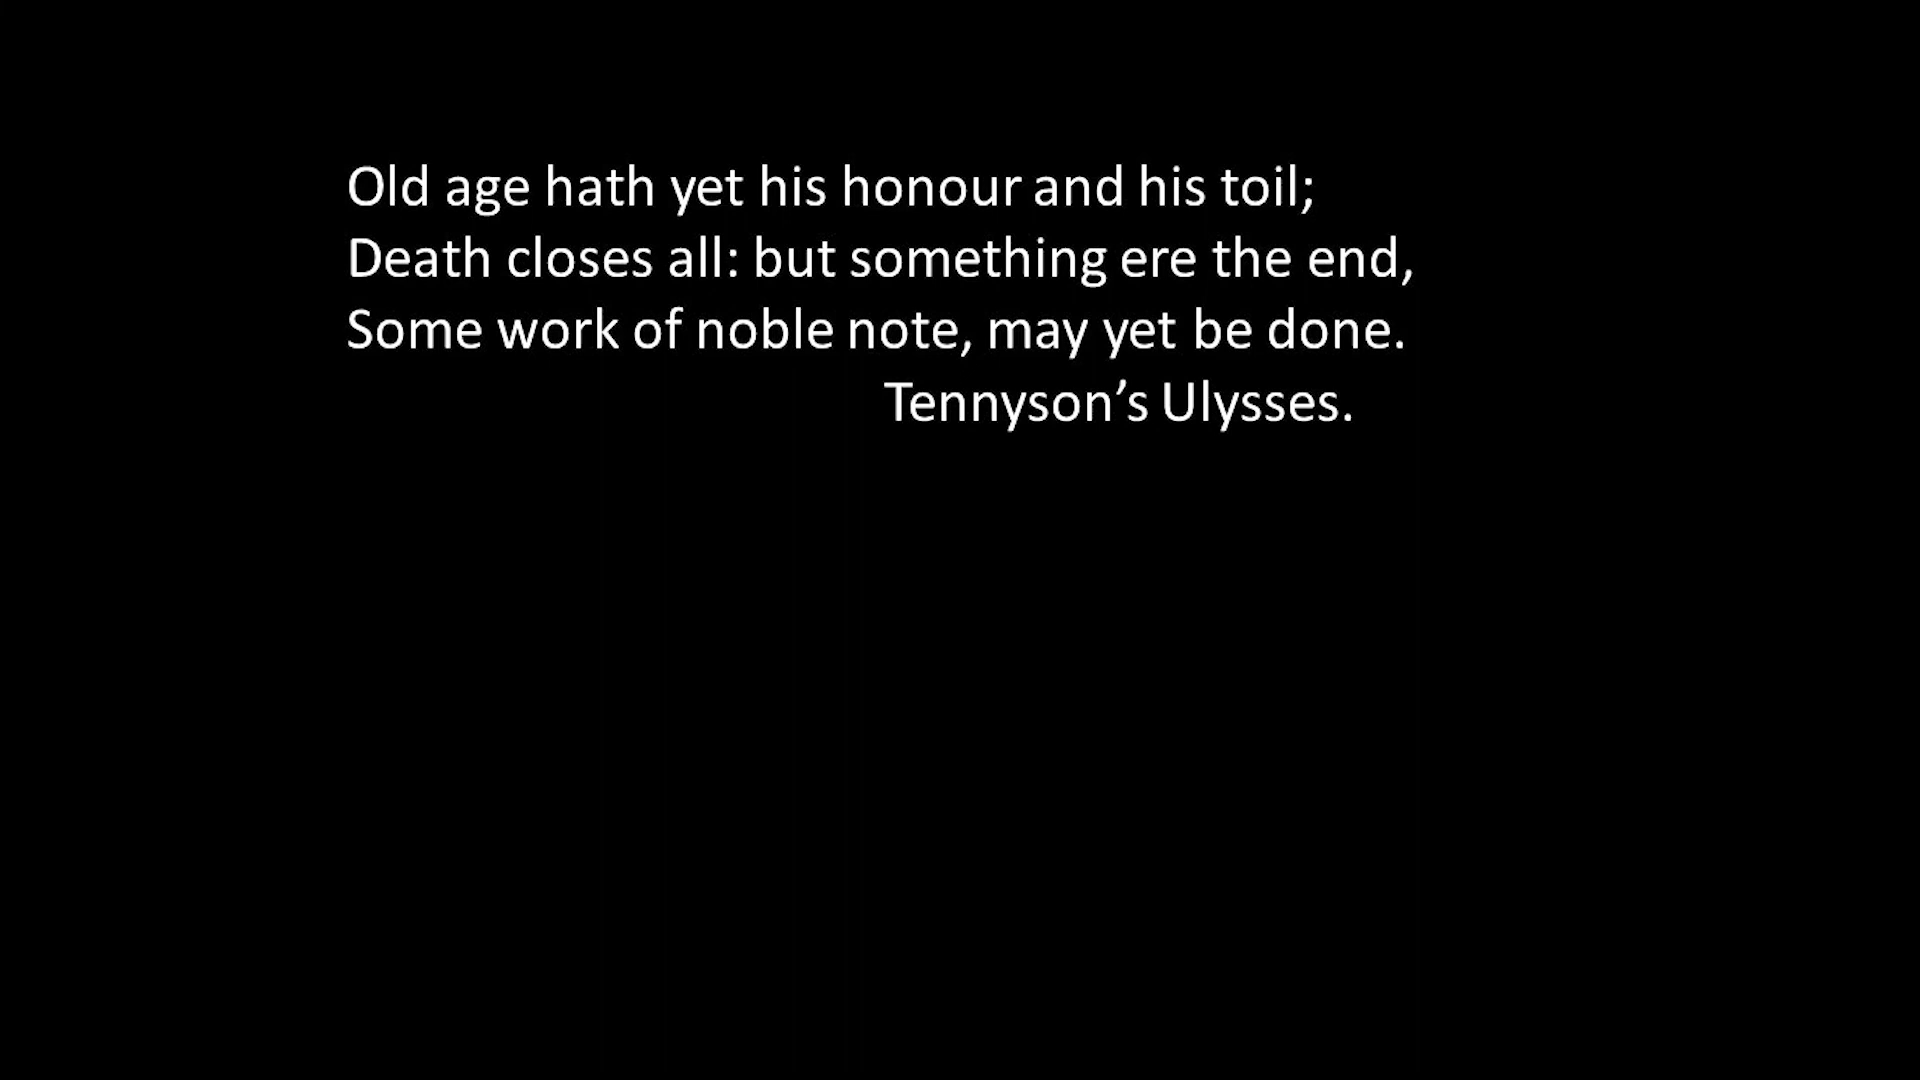 Old age hath yet his honour and his toil;
Death closes all: but something ere the end,
Some work of noble note, may yet be done.
Tennyson’s Ulysses.